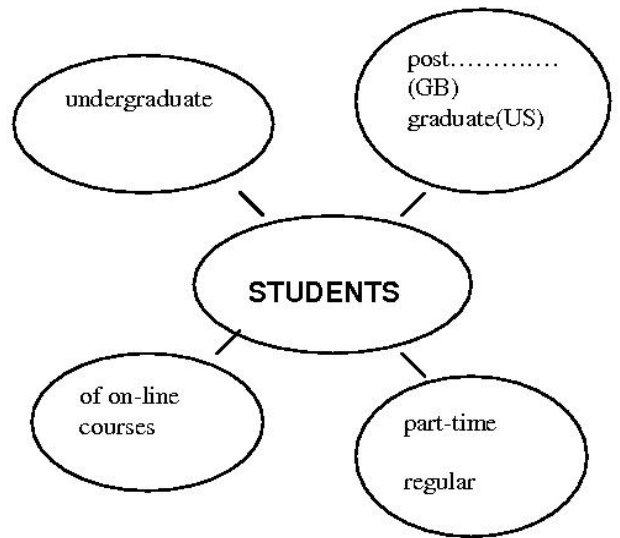 undergraduate
post.............
(GB)
graduate(US)
STUDENTS
of on-line
courses
part-time
regular